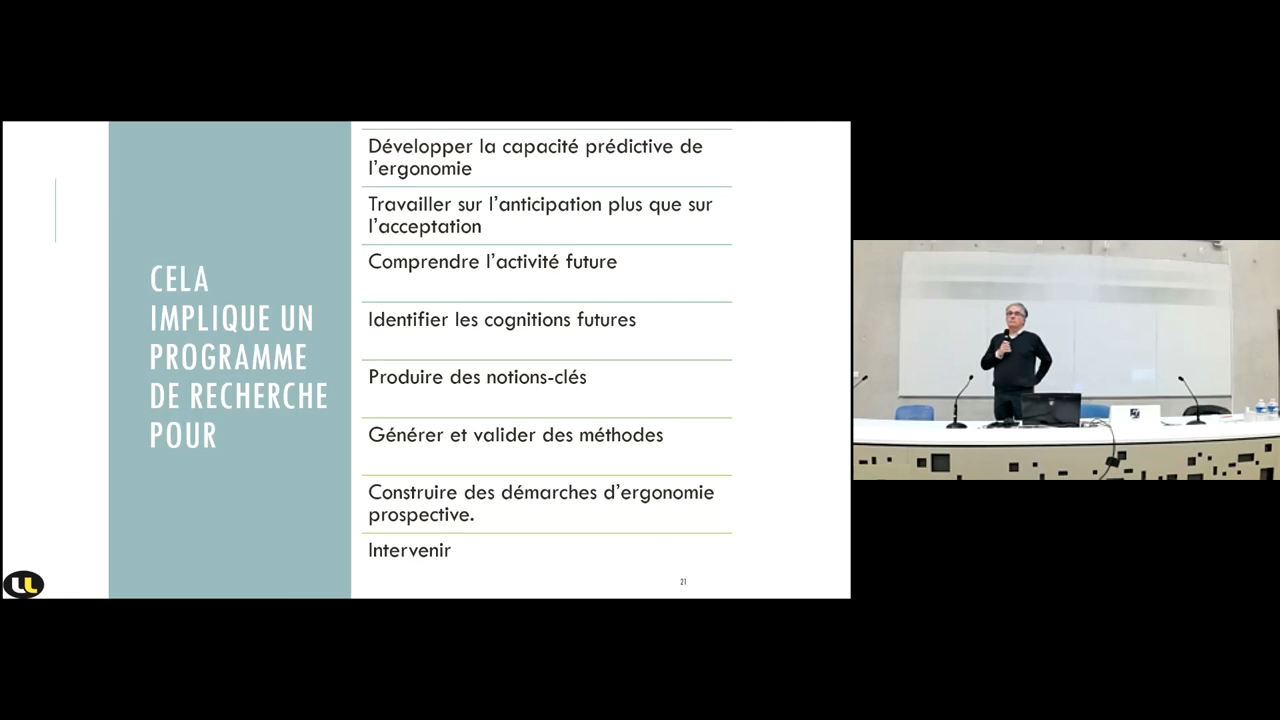 CELA
IMPLIQUE UN
PROGRAMME
DE RECHERCHE
POUR
Développer la capacité prédictive de
l'ergonomie
Travailler sur l'anticipation plus que sur
l'acceptation
Comprendre l'activité future
Identifier les cognitions futures
Produire des notions-clés
Générer et valider des méthodes
Construire des démarches d'ergonomie
prospective.
Intervenir
21